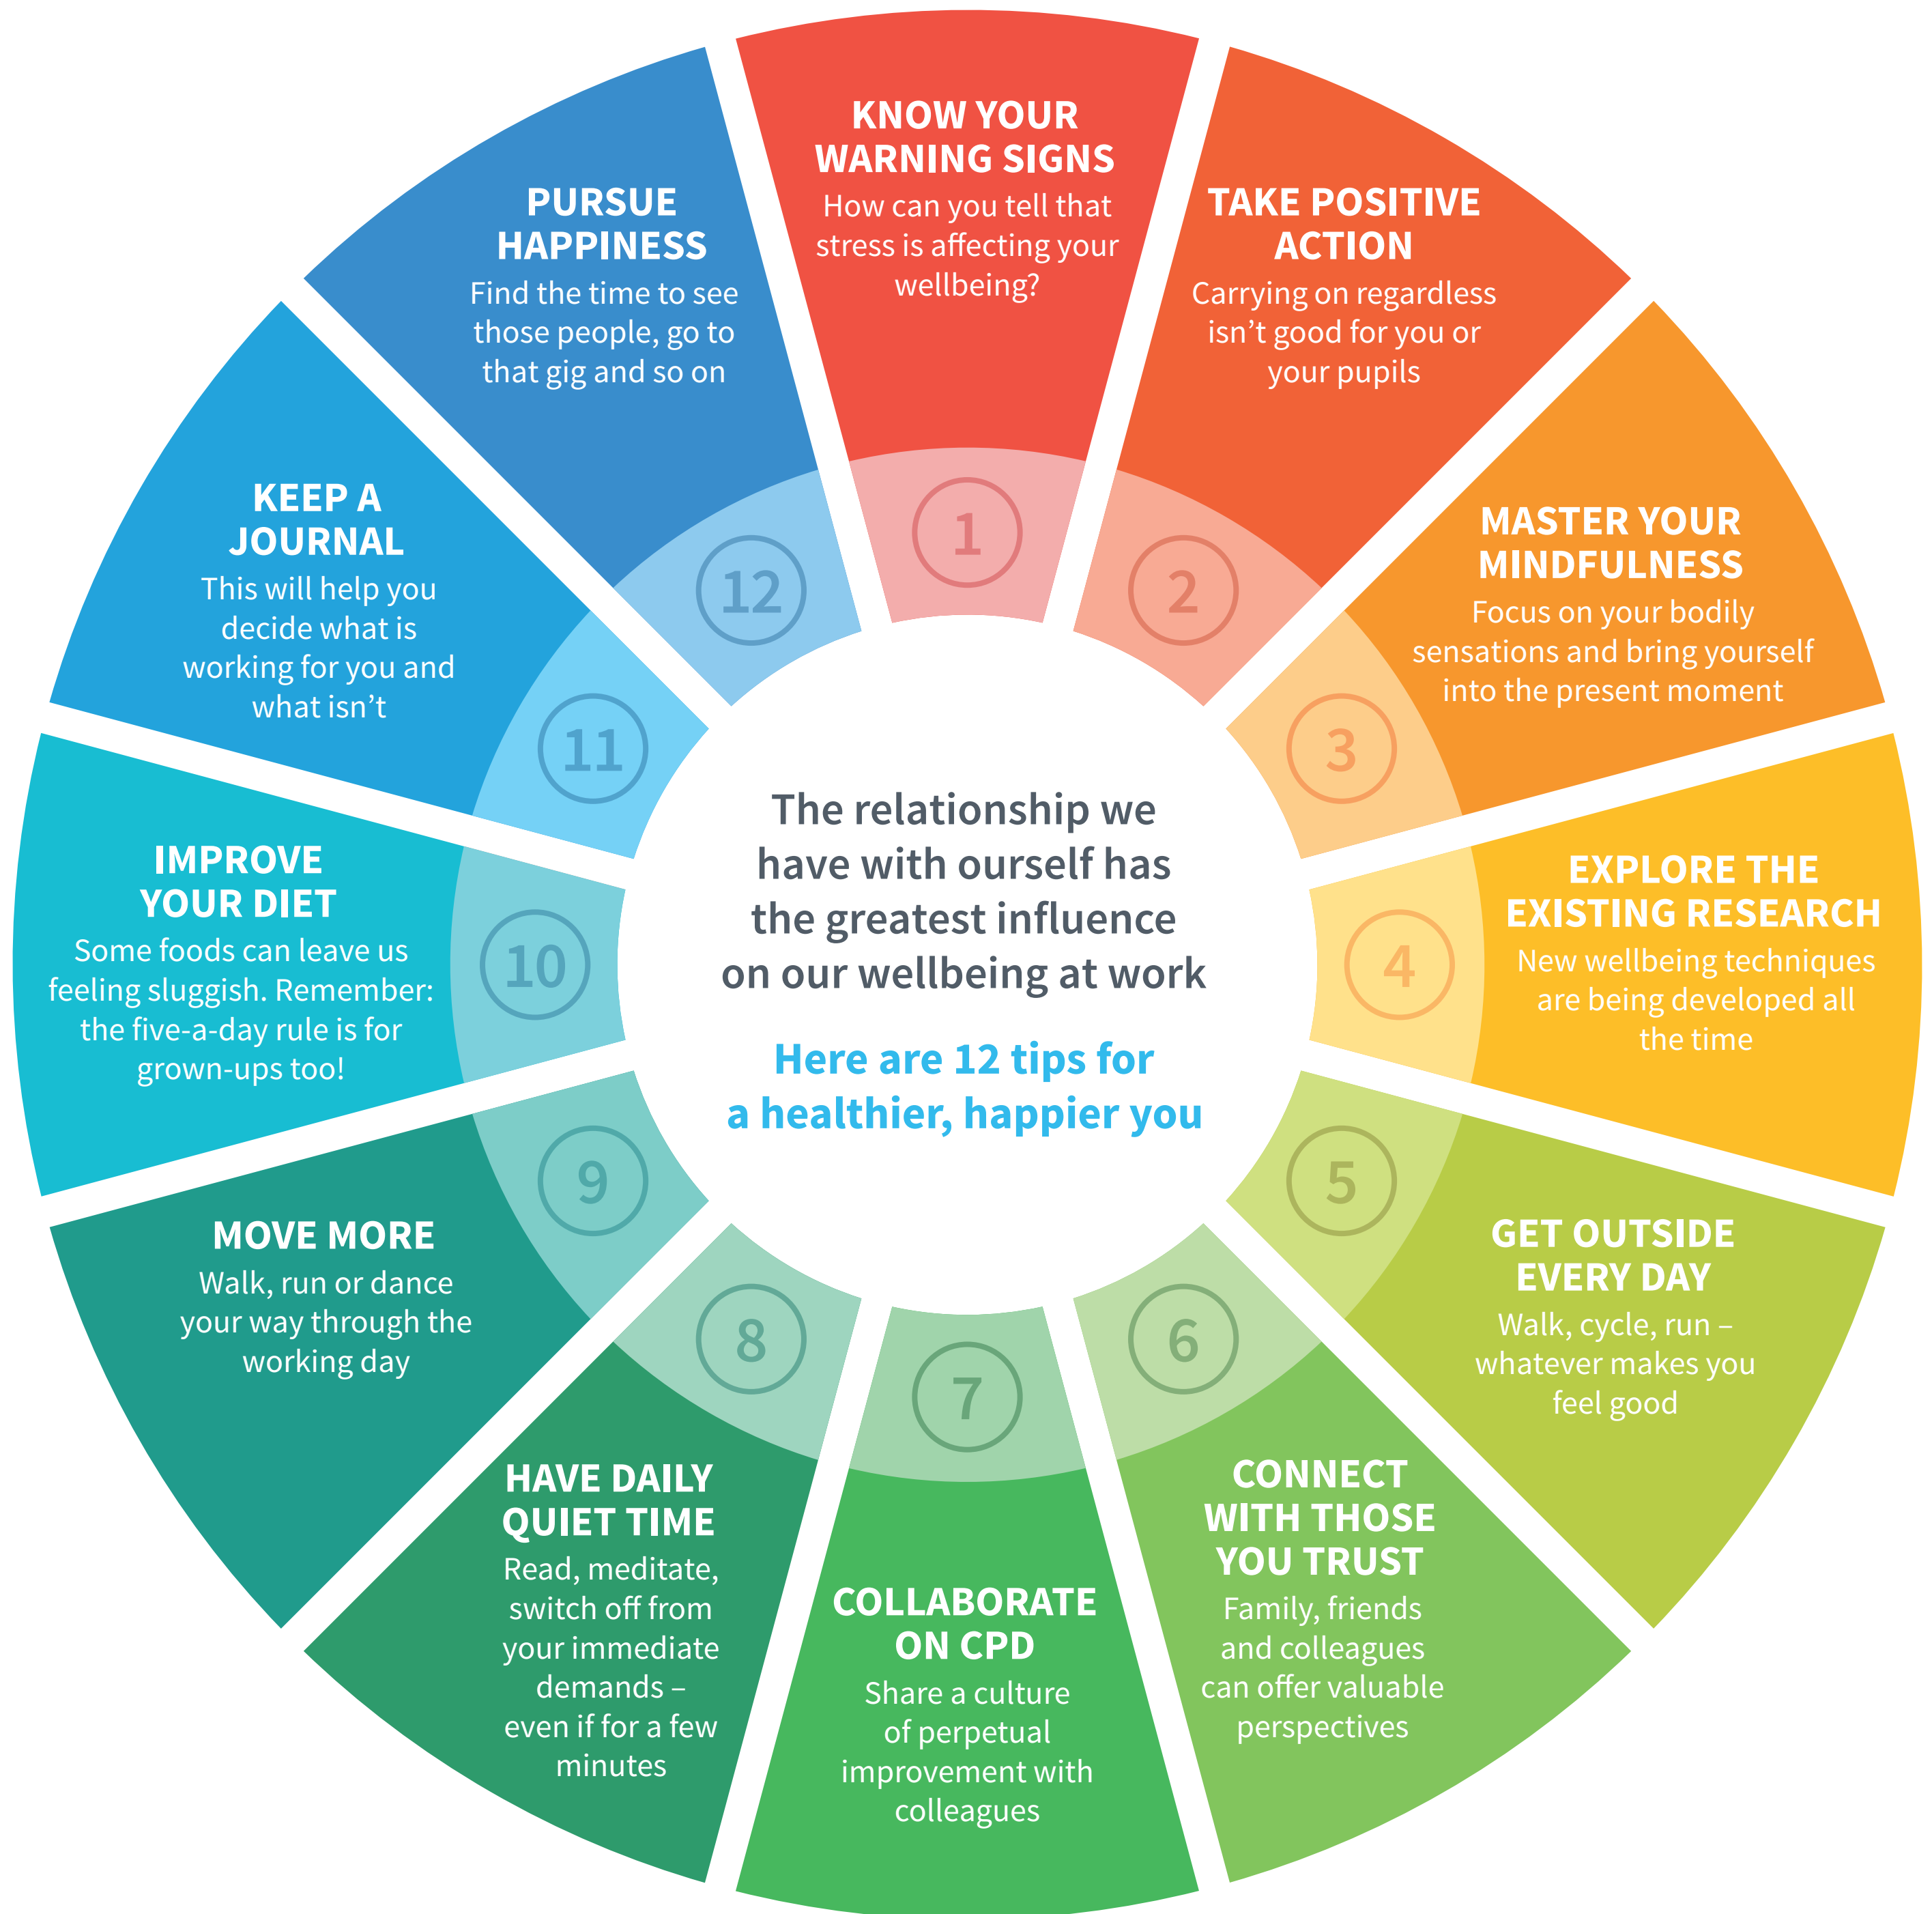 The relationship we
have with ourself has
the greatest influence
on our wellbeing at work
Here are 12 tips for
a healthier, happier you
KNOW YOUR
WARNING SIGNS
How can you tell that
stress is affecting your
wellbeing?
1
TAKE POSITIVE
ACTION
Carrying on regardless
isn’t good for you or
your pupils
2
MASTER YOUR
MINDFULNESS
Focus on your bodily
sensations and bring yourself
into the present moment
3
EXPLORE THE
EXISTING RESEARCH
New wellbeing techniques
are being developed all
the time
4
GET OUTSIDE
EVERY DAY
Walk, cycle, run –
whatever makes you
feel good
5
CONNECT
WITH THOSE
YOU TRUST
Family, friends
and colleagues
can offer valuable
perspectives
6
COLLABORATE
ON CPD
Share a culture
of perpetual
improvement with
colleagues
7
HAVE DAILY
QUIET TIME
Read, meditate,
switch off from
your immediate
demands –
even if for a few
minutes
8
MOVE MORE
Walk, run or dance
your way through the
working day
9
IMPROVE
YOUR DIET
Some foods can leave us
feeling sluggish. Remember:
the five-a-day rule is for
grown-ups too!
10
KEEP A
JOURNAL
This will help you
decide what is
working for you and
what isn’t
11
PURSUE
HAPPINESS
Find the time to see
those people, go to
that gig and so on
12